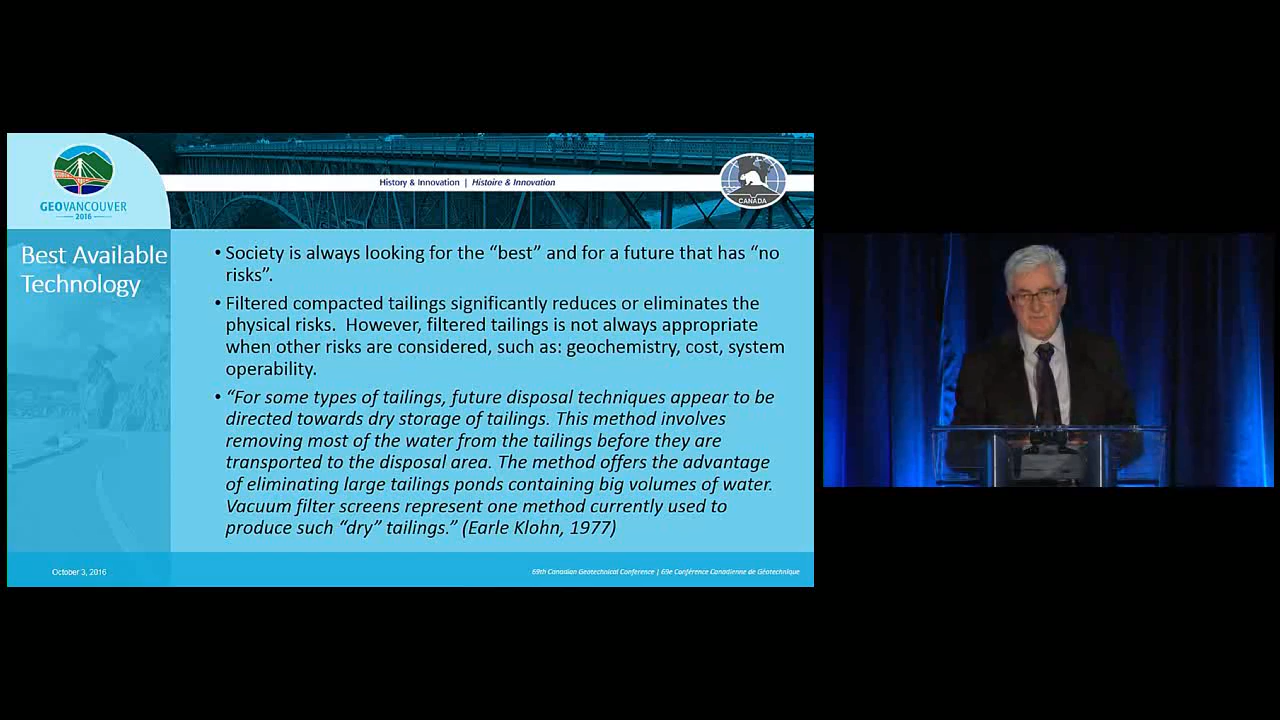 GEOVANCOUVER
2016
History & Innovation | Histoire & Innovation
CANADA
Best Available
Technology
• Society is always looking for the “best” and for a future that has “no
risks”.
• Filtered compacted tailings significantly reduces or eliminates the
physical risks. However, filtered tailings is not always appropriate
when other risks are considered, such as: geochemistry, cost, system
operability.
• “For some types of tailings, future disposal techniques appear to be
directed towards dry storage of tailings. This method involves
removing most of the water from the tailings before they are
transported to the disposal area. The method offers the advantage
of eliminating large tailings ponds containing big volumes of water.
Vacuum filter screens represent one method currently used to
produce such “dry” tailings.” (Earle Klohn, 1977)
October 3, 2016
69th Canadian Geotechnical Conference | 69e Conférence Canadienne de Géotechnique